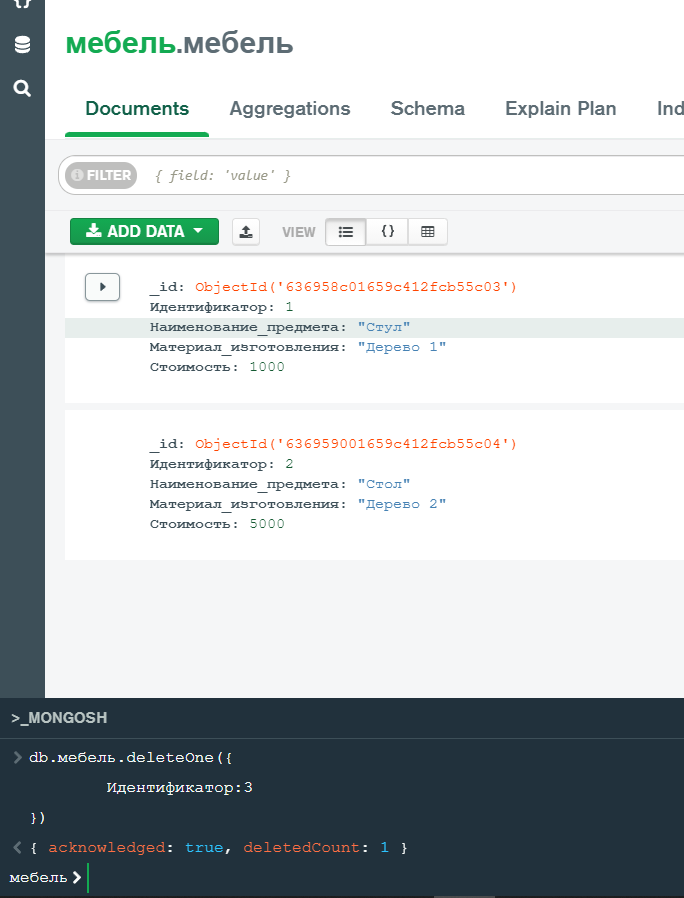 {}
мебель.мебель
Documents Aggregations Schema Explain Plan Ind
FILTER { field: 'value' }
ADD DATA VIEW {}
_id: ObjectId('636958c01659c412fcb55c03')
Идентификатор: 1
Наименование_предмета: "Стул"
Материал_изготовления: "Дерево 1"
Стоимость: 1000
_id: ObjectId('636959001659c412fcb55c04')
Идентификатор: 2
Наименование_предмета: "Стол"
Материал_изготовления: "Дерево 2"
Стоимость: 5000
>_MONGOSH
> db.мебель.deleteOne({
Идентификатор:3
})
< { acknowledged: true, deletedCount: 1 }
мебель >